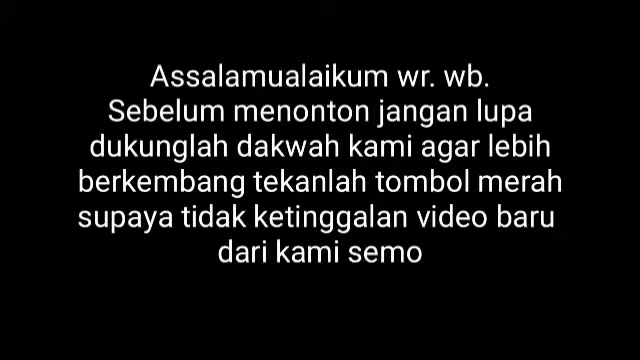 Assalamualaikum wr. wb.
Sebelum menonton jangan lupa
dukunglah dakwah kami agar lebih
berkembang tekanlah tombol merah
supaya tidak ketinggalan video baru
dari kami semo